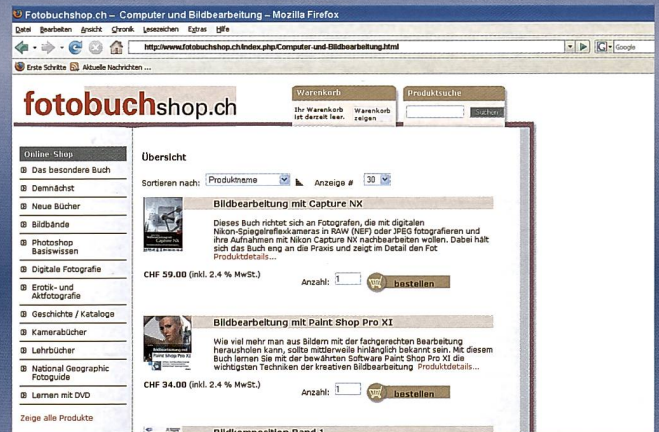 Fotobuchshop.ch – Computer und Bildbearbeitung – Mozilla Firefox
Datei Bearbeiten Ansicht Chronik Lesezeichen Extras Hilfe
http://www.fotobuchshop.ch/index.php/Computer-und-Bildbearbeitung.html
Google
Erste Schritte Aktuelle Nachrichten ...
fotobuchshop.ch
Warenkorb
Ihr Warenkorb ist derzeit leer.
Warenkorb zeigen
Produktsuche
Suchen
Online-Shop
Das besondere Buch
Demnächst
Neue Bücher
Bildbände
Photoshop
Basiswissen
Digitale Fotografie
Erotik- und
Aktfotografie
Geschichte / Kataloge
Kamerabücher
Lehrbücher
National Geographic
Fotoguide
Lernen mit DVD
Zeige alle Produkte
Übersicht
Sortieren nach: Produktname Anzeige # 30
Bildbearbeitung mit Capture NX
Dieses Buch richtet sich an Fotografen, die mit digitalen
Nikon-Spiegelreflexkameras in RAW (NEF) oder JPEG fotografieren und
ihre Aufnahmen mit Nikon Capture NX nachbearbeiten wollen. Dabei hält
sich das Buch eng an die Praxis und zeigt im Detail den Fot
Produktdetails...
CHF 59.00 (inkl. 2.4 % MwSt.)
Anzahl: 1 bestellen
Bildbearbeitung mit Paint Shop Pro XI
Wie viel mehr man aus Bildern mit der fachgerechten Bearbeitung
herausholen kann, sollte mittlerweile hinlänglich bekannt sein. Mit diesem
Buch lernen Sie mit der bewährten Software Paint Shop Pro XI die
wichtigsten Techniken der kreativen Bildbearbeitung Produktdetails...
Bildbearbeitung mit
Paint Shop Pro XI
CHF 34.00 (inkl. 2.4 % MwSt.)
Anzahl: 1 bestellen
Bildkomposition Band 1